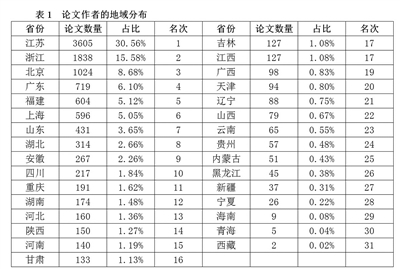 表 1 论文作者的地域分布
省份 论文数量 占比 名次 省份 论文数量 占比 名次
江苏 3605 30.56% 1 吉林 127 1.08% 17
浙江 1838 15.58% 2 江西 127 1.08% 17
北京 1024 8.68% 3 广西 98 0.83% 19
广东 719 6.10% 4 天津 94 0.80% 20
福建 604 5.12% 5 辽宁 88 0.75% 21
上海 596 5.05% 6 山西 79 0.67% 22
山东 431 3.65% 7 云南 65 0.55% 23
湖北 314 2.66% 8 贵州 57 0.48% 24
安徽 267 2.26% 9 内蒙古 51 0.43% 25
四川 217 1.84% 10 黑龙江 45 0.38% 26
重庆 191 1.62% 11 新疆 37 0.31% 27
湖南 174 1.48% 12 宁夏 26 0.22% 28
河北 160 1.36% 13 海南 9 0.08% 29
陕西 150 1.27% 14 青海 5 0.04% 30
河南 140 1.19% 15 西藏 2 0.02% 31
甘肃 133 1.13% 16